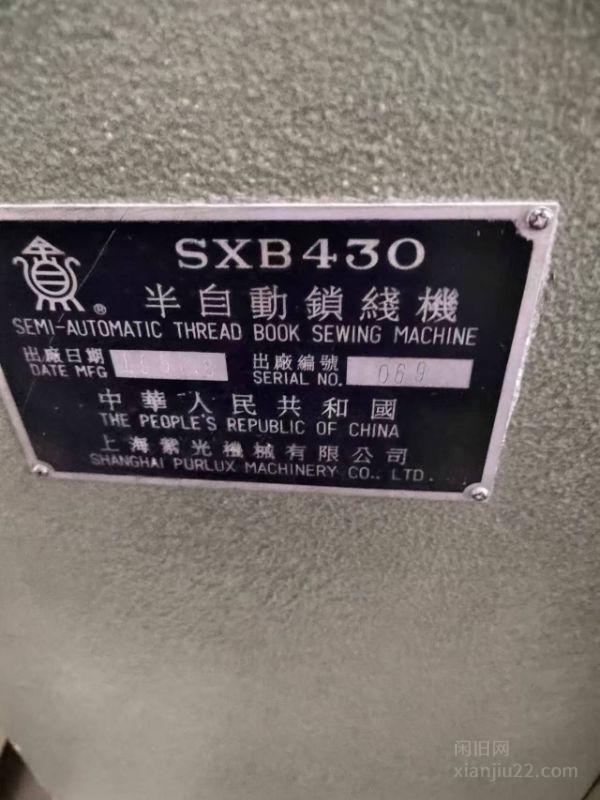 SXB430
®
半自動鎖綫機
SEMI-AUTOMATIC THREAD BOOK SEWING MACHINE
出廠日期
DATE MFG
出廠編號
SERIAL NO. 069
中華人民共和國
THE PEOPLE'S REPUBLIC OF CHINA
上海紫光機械有限公司
SHANGHAI PURLUX MACHINERY CO., LTD.
闲旧网
xianjiu22.com